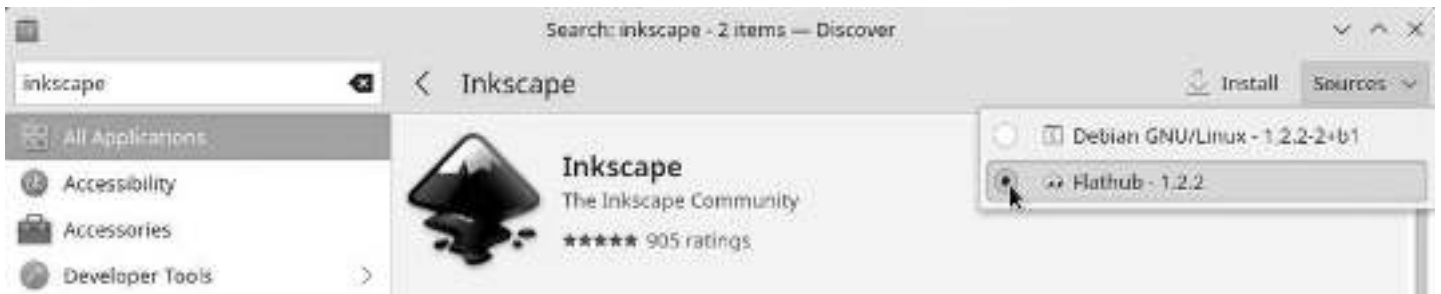 Search: inkscape - 2 items — Discover
inkscape
Inkscape
Install
Sources
All Applications
Debian GNU/Linux - 1.2.2-2+b1
Flathub - 1.2.2
Inkscape
The Inkscape Community
905 ratings
Accessibility
Accessories
Developer Tools